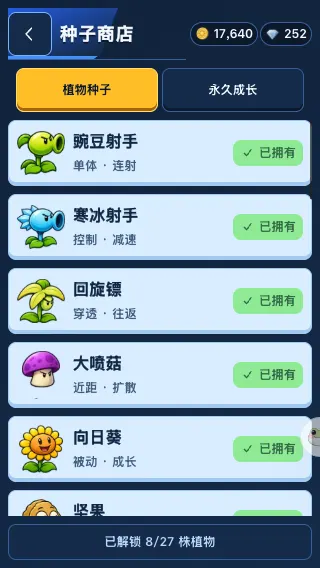 种子商店
17,640
252
植物种子
永久成长
豌豆射手
单体 · 连射
已拥有
寒冰射手
控制 · 减速
已拥有
回旋镖
穿透 · 往返
已拥有
大喷菇
近距 · 扩散
已拥有
向日葵
被动 · 成长
已拥有
坚果
已解锁 8/27 株植物